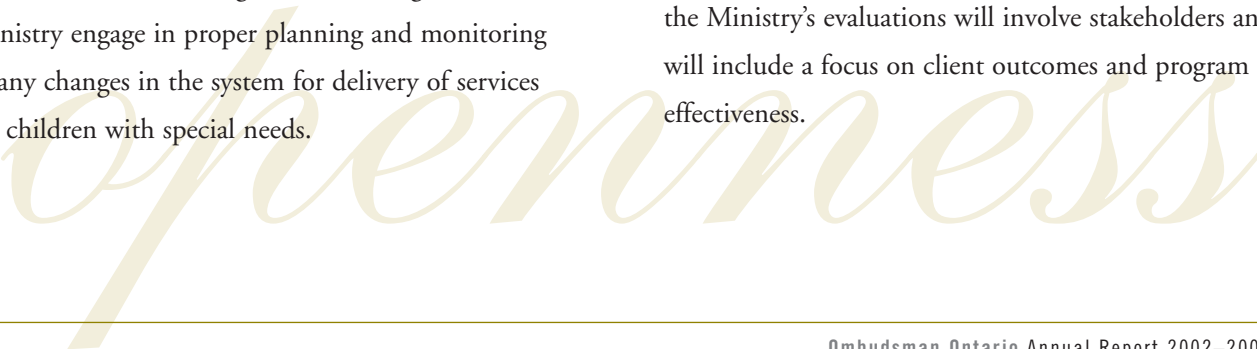 nistry engage in proper planning and monitoring
any changes in the system for delivery of services
children with special needs.
the Ministry's evaluations will involve stakeholders
will include a focus on client outcomes and program
effectiveness.
openness
Ombudsman Ontario Annual Report 2002–200